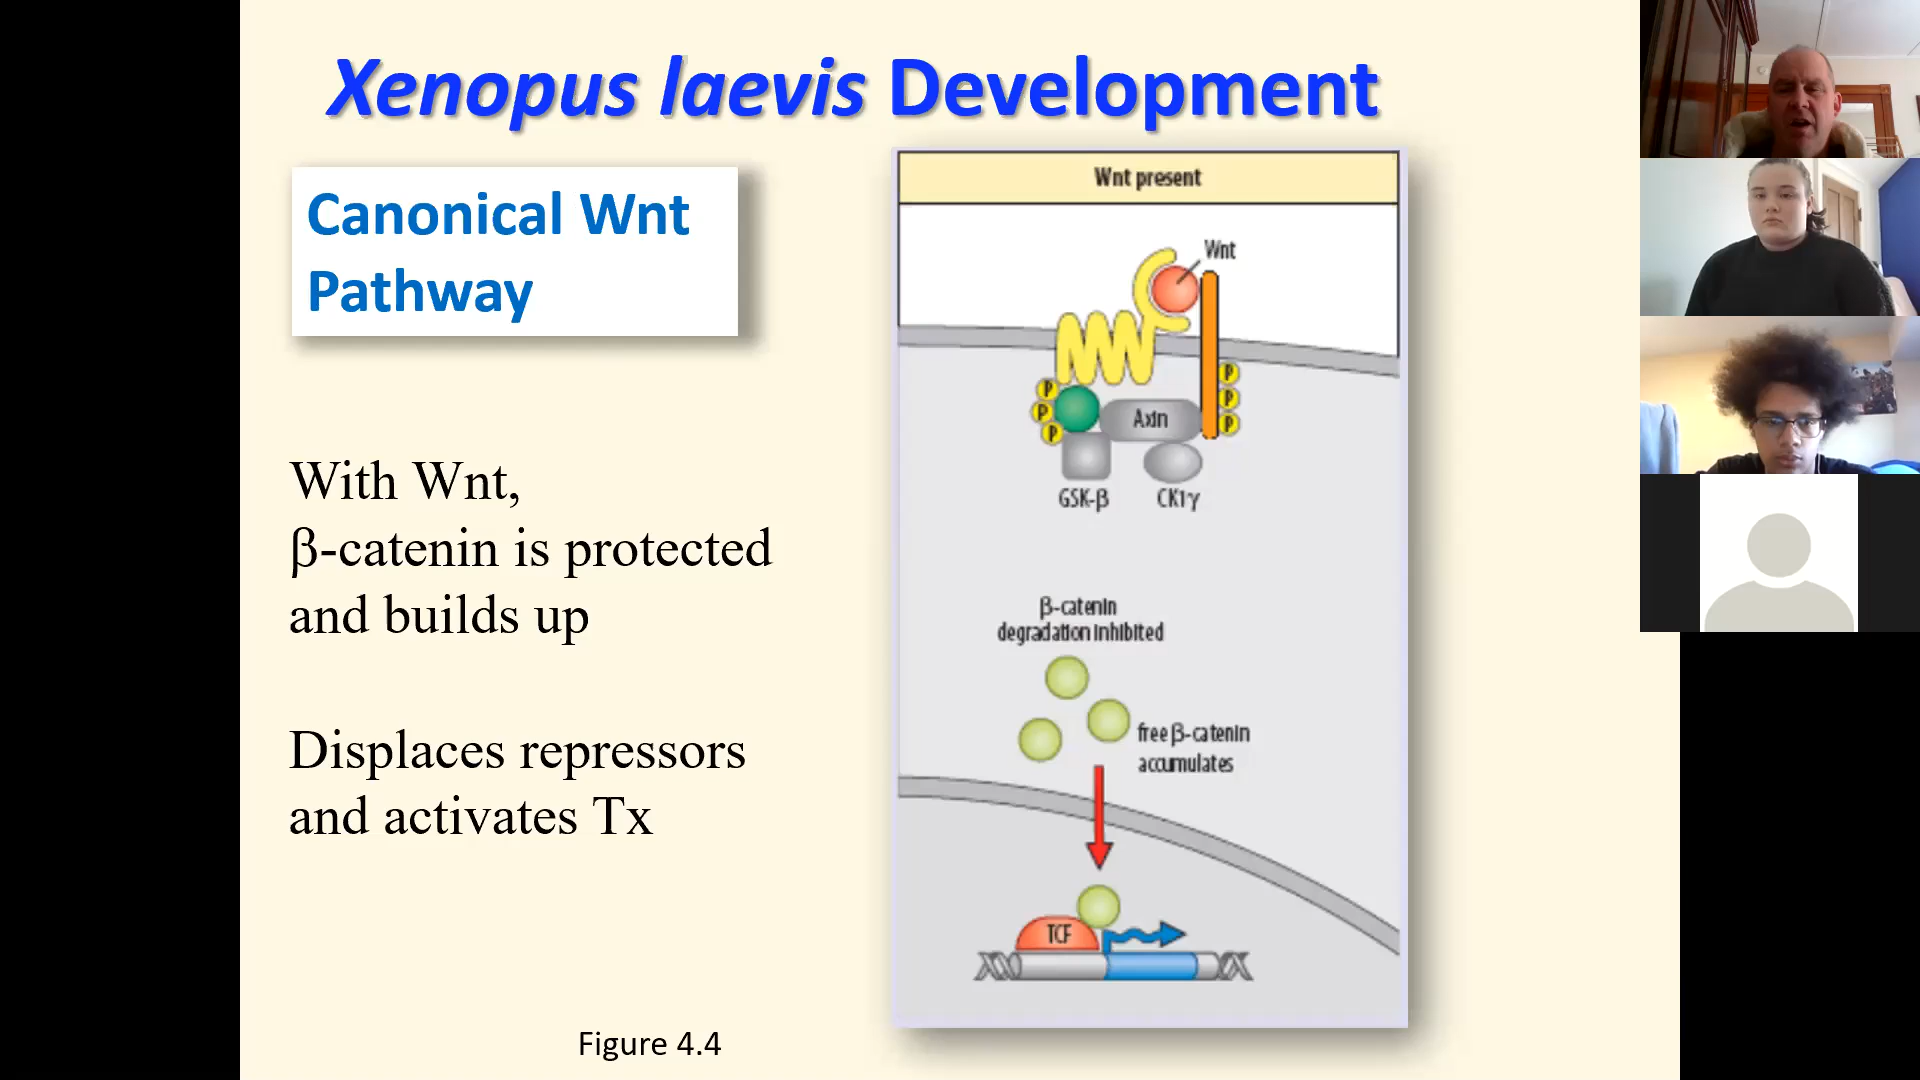 Xenopus laevis Development
Canonical Wnt
Pathway
With Wnt,
β-catenin is protected
and builds up
Displaces repressors
and activates Tx
Figure 4.4
Wnt present
Wnt
P
P
P
P
P
P
Axin
GSK-β
CK1γ
β-catenin
degradation inhibited
free β-catenin
accumulates
TCF